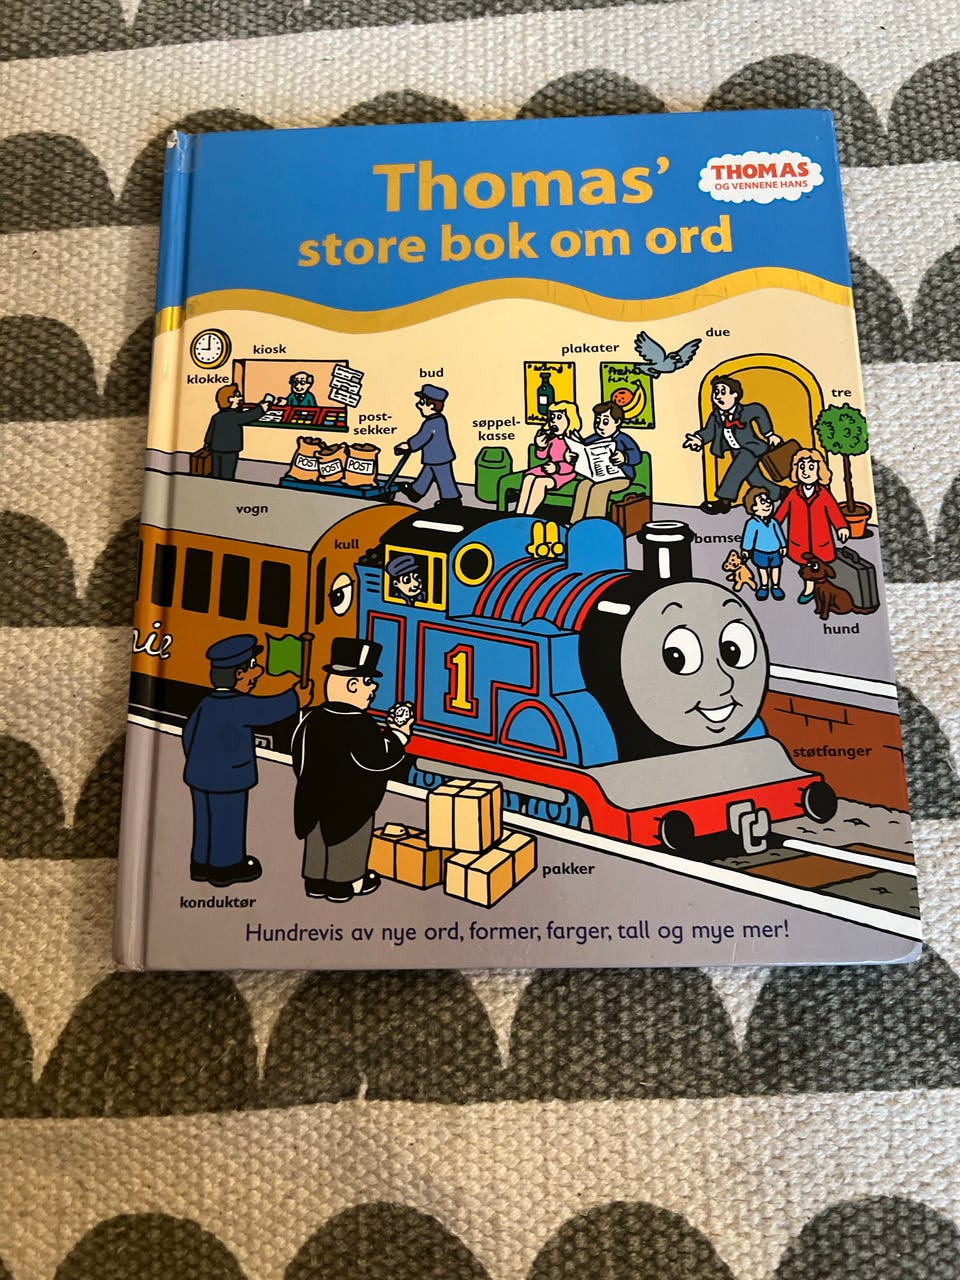 Thomas'
store bok om ord
THOMAS
OG VENNENE HANS
klokke
kiosk
post-
sekker
bud
søppel-
kasse
plakater
due
tre
POST
POST
POST
vogn
kull
bamse
hund
1
støtfanger
pakker
konduktør
Hundrevis av nye ord, former, farger, tall og mye mer!